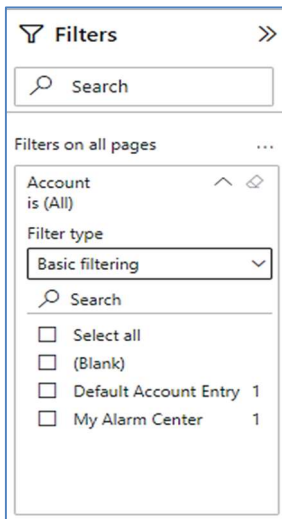 Filters
Search
Filters on all pages
...
Account
is (All)
Filter type
Basic filtering
Search
Select all
(Blank)
Default Account Entry 1
My Alarm Center 1